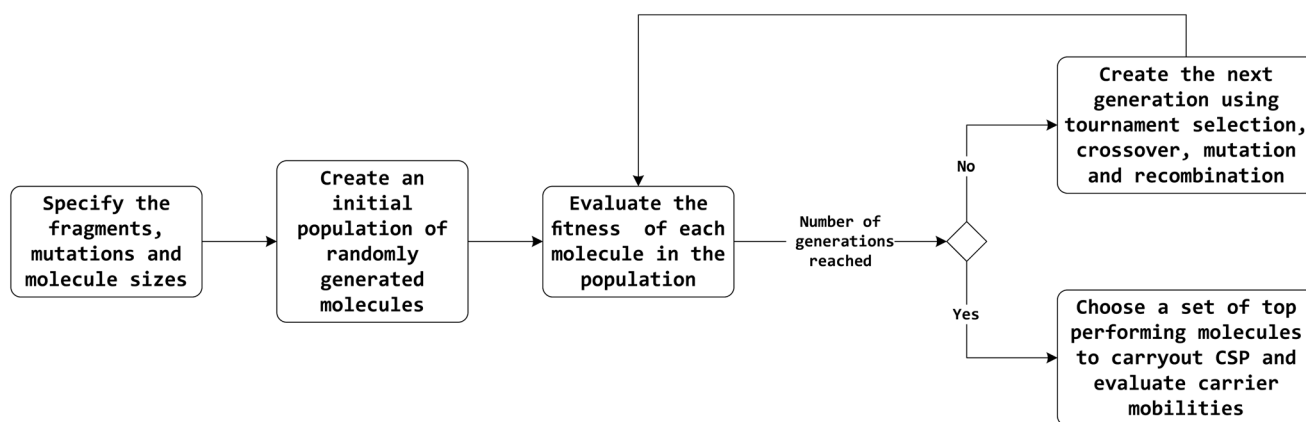 Specify the
fragments,
mutations and
molecule sizes
Create an
initial
population of
randomly
generated
molecules
Evaluate the
fitness of each
molecule in the
population
Number of
generations
reached
No
Create the next
generation using
tournament selection,
crossover, mutation
and recombination
Yes
Choose a set of top
performing molecules
to carryout CSP and
evaluate carrier
mobilities